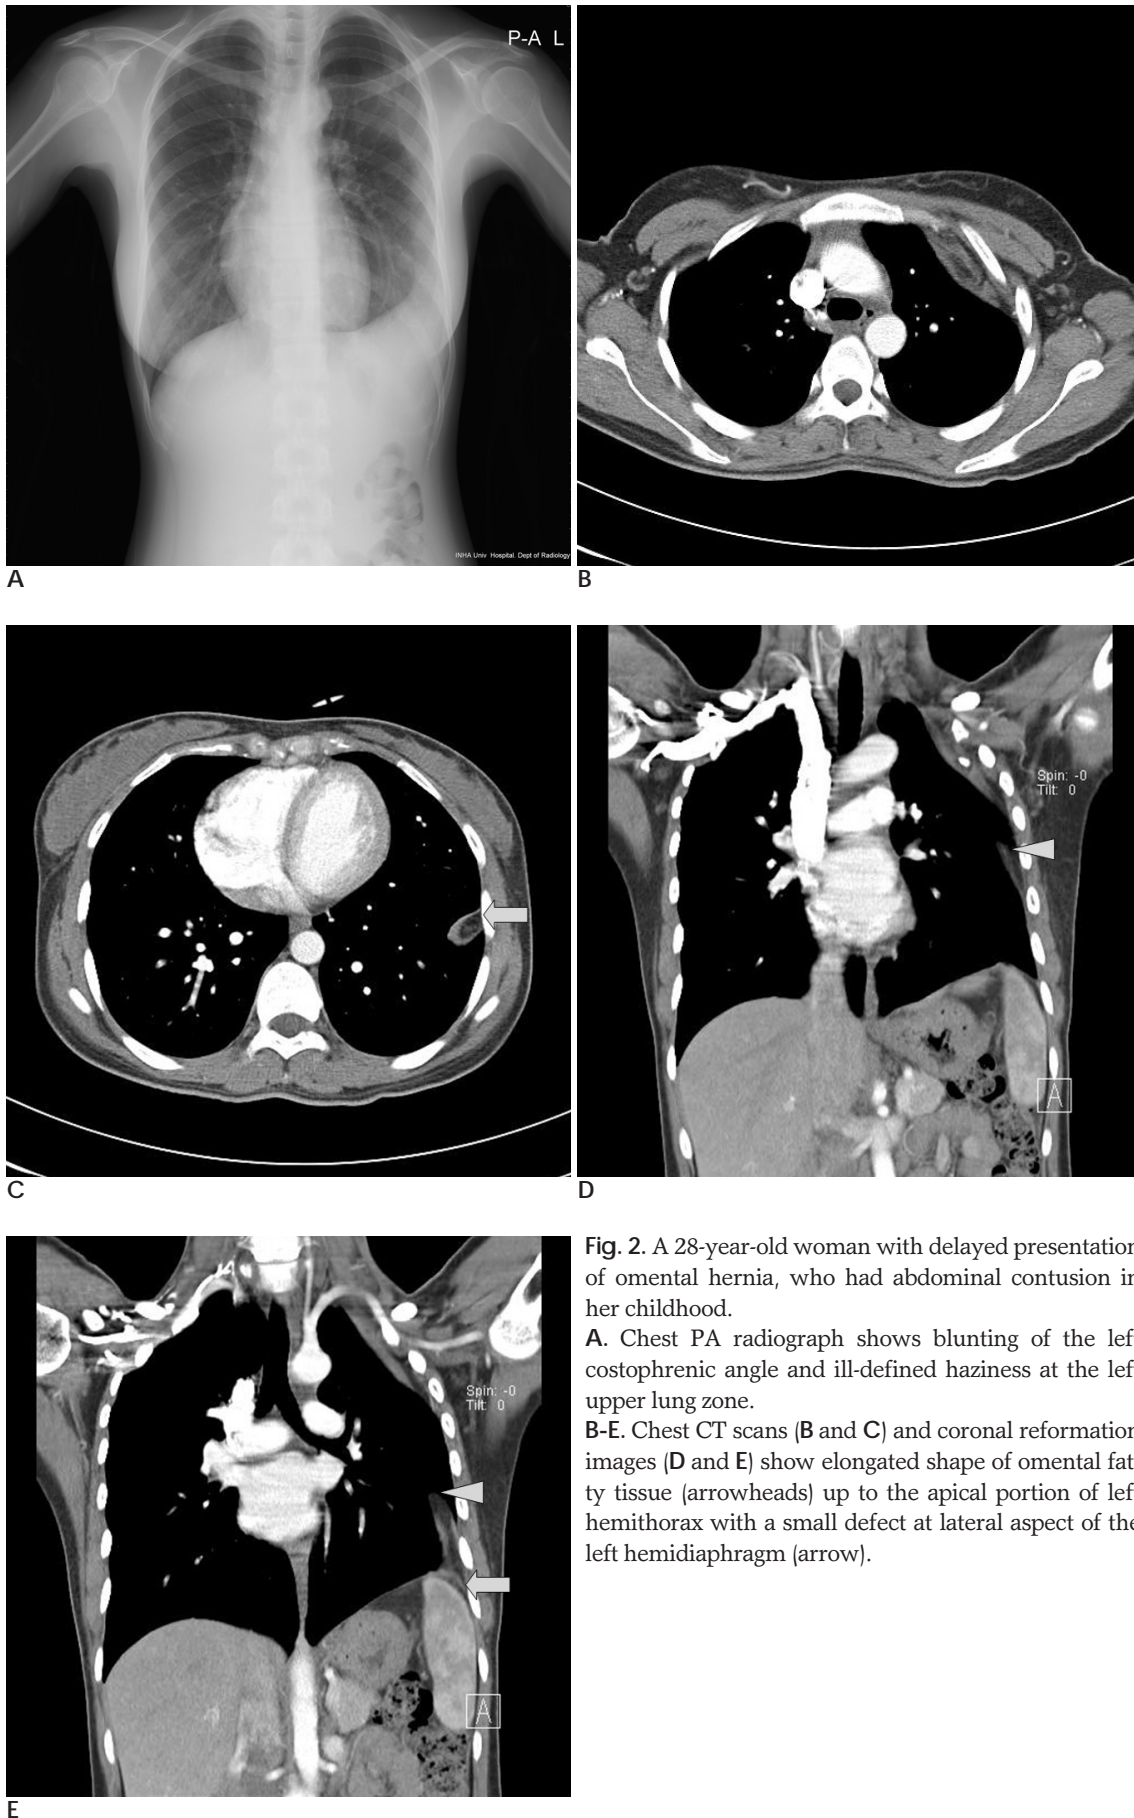 P-A L
INHA Univ Hospital. Dept of Radiology
A
B
C
Spin: -0
Tilt: 0
A
D
Spin: -0
Tilt: 0
A
E
Fig. 2. A 28-year-old woman with delayed presentation
of omental hernia, who had abdominal contusion in
her childhood.
A. Chest PA radiograph shows blunting of the left
costophrenic angle and ill-defined haziness at the left
upper lung zone.
B-E. Chest CT scans (B and C) and coronal reformation
images (D and E) show elongated shape of omental fat-
ty tissue (arrowheads) up to the apical portion of left
hemithorax with a small defect at lateral aspect of the
left hemidiaphragm (arrow).